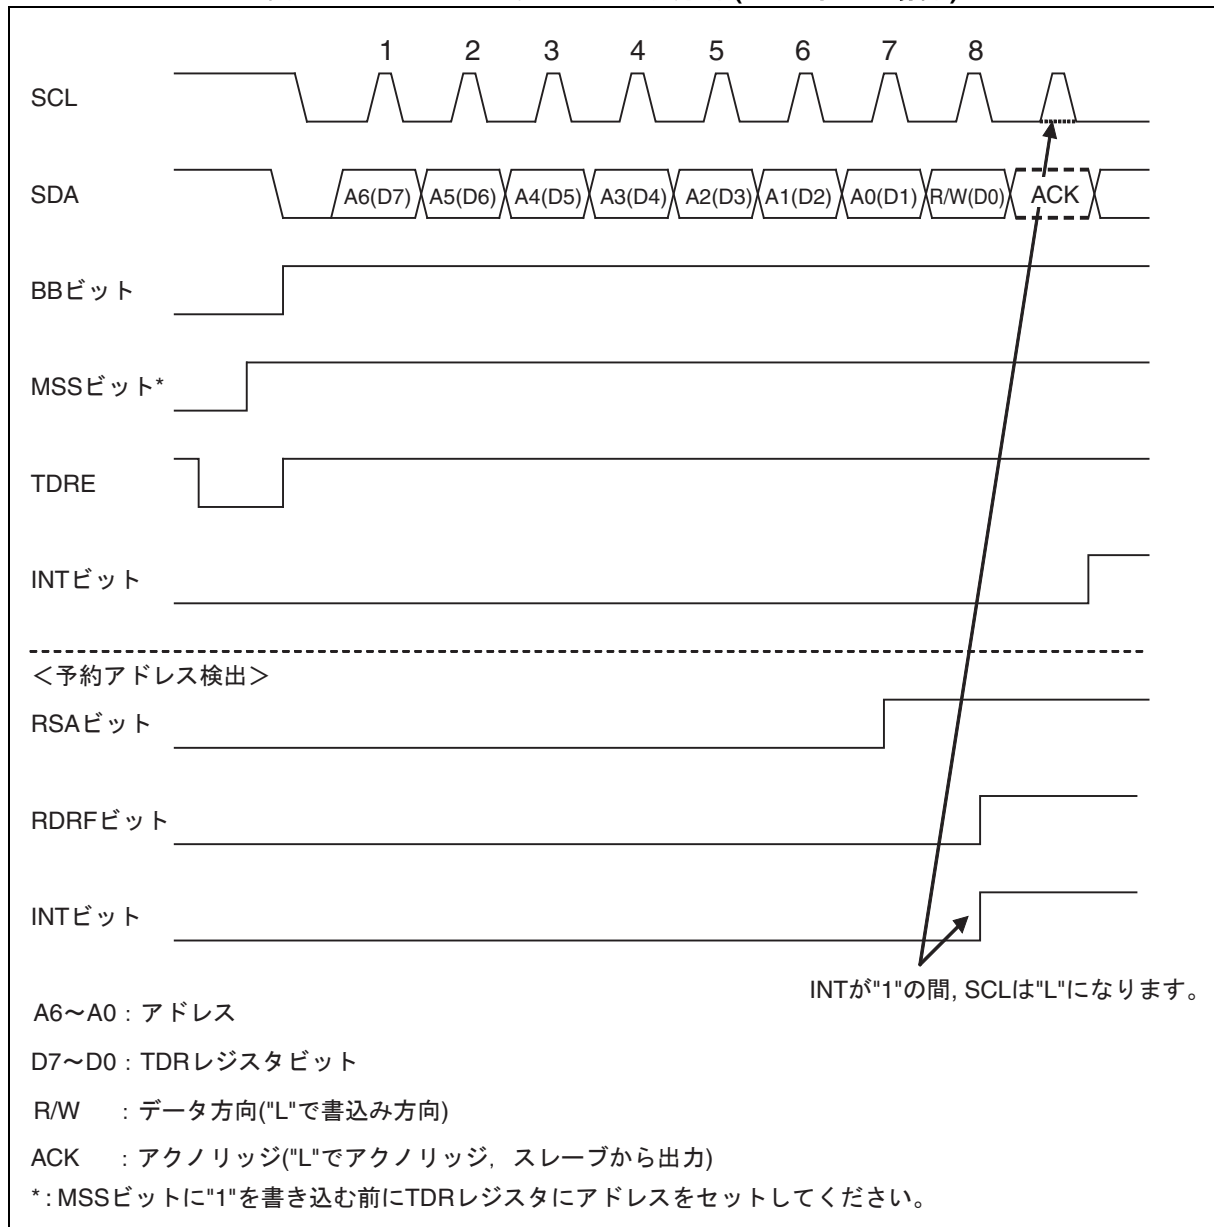 1 2 3 4 5 6 7 8
SCL
SDA A6(D7) A5(D6) A4(D5) A3(D4) A2(D3) A1(D2) A0(D1) R/W(D0) ACK
BBビット
MSSビット*
TDRE
INTビット
＜予約アドレス検出＞
RSAビット
RDRFビット
INTビット
INTが"1"の間, SCLは"L"になります。
A6～A0 : アドレス
D7～D0 : TDRレジスタビット
R/W : データ方向("L"で書込み方向)
ACK : アクノリッジ("L"でアクノリッジ, スレーブから出力)
* : MSSビットに"1"を書き込む前にTDRレジスタにアドレスをセットしてください。